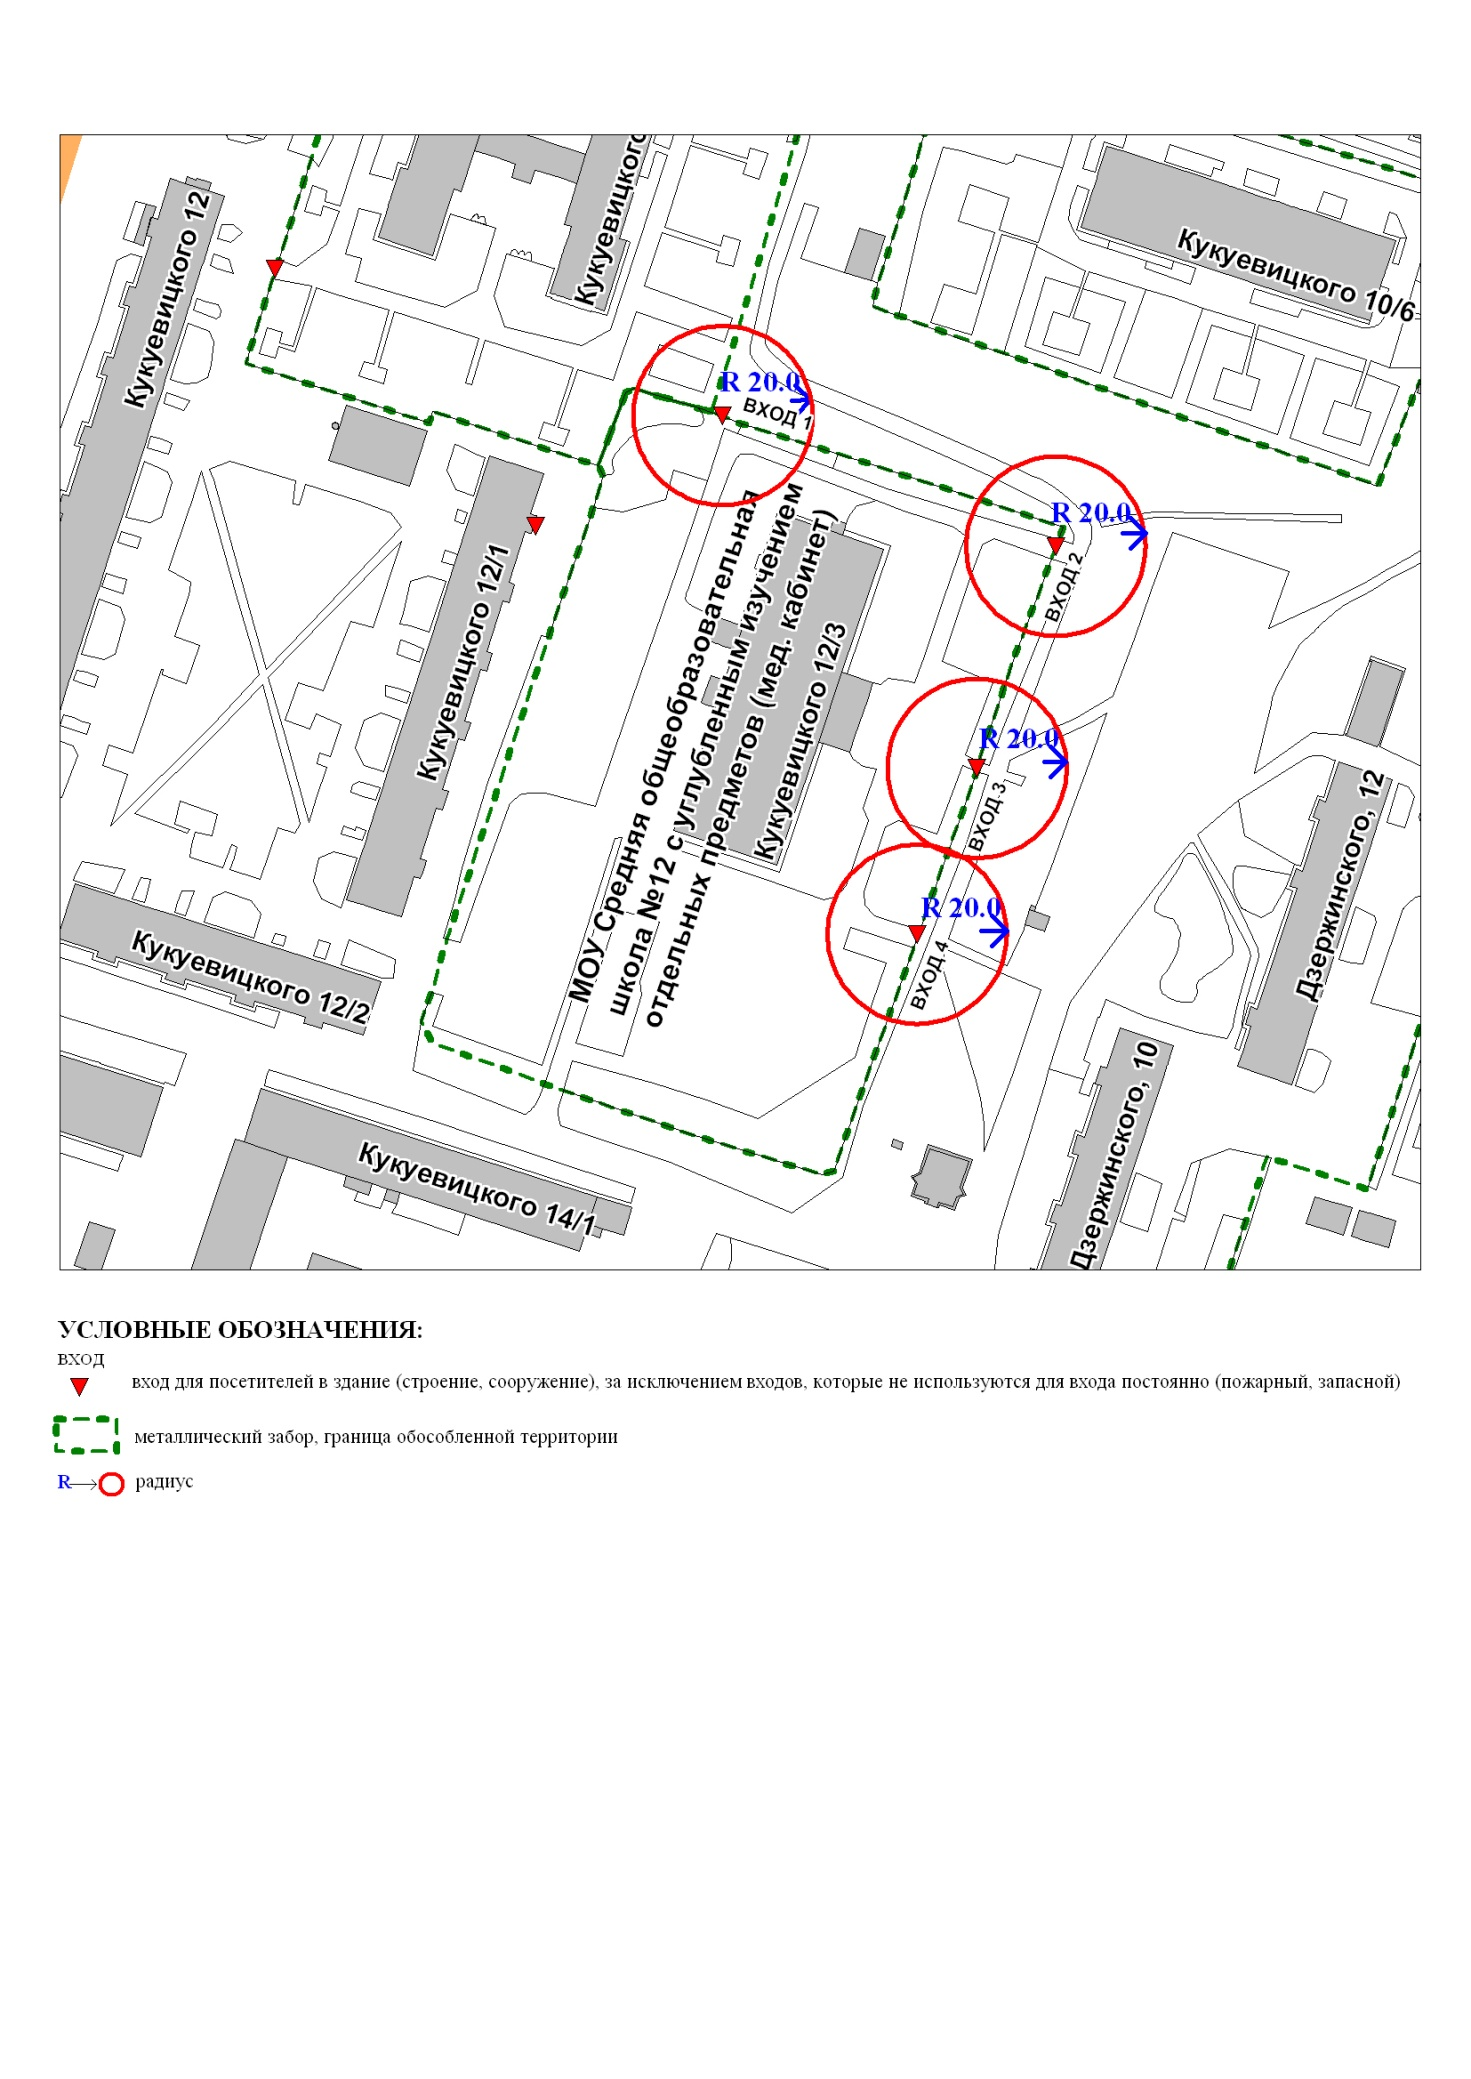 Кукуевицкого 12
Кукуевицкого
Кукуевицкого 10/6
R 20.0
ВХОД 1
R 20.0
ВХОД 2
Кукуевицкого 12/1
МОУ Средняя общеобразовательная
школа №12 с углубленным изучением
отдельных предметов (мед. кабинет)
Кукуевицкого 12/3
R 20.0
ВХОД 3
R 20.0
ВХОД 4
Дзержинского, 12
Кукуевицкого 12/2
Дзержинского, 10
Кукуевицкого 14/1
УСЛОВНЫЕ ОБОЗНАЧЕНИЯ:
ВХОД
вход для посетителей в здание (строение, сооружение), за исключением входов, которые не используются для входа постоянно (пожарный, запасной)
металлический забор, граница обособленной территории
R радиус